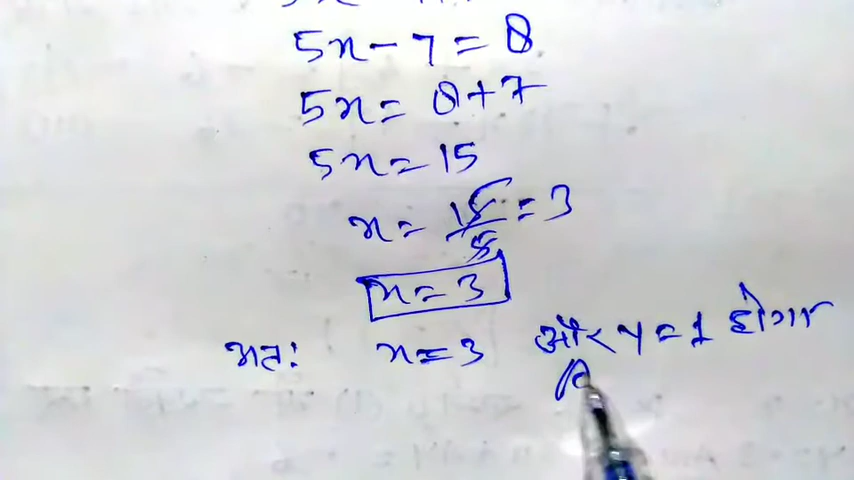 5x - 7 = 8
5x = 8 + 7
5x = 15
x = 15/5 = 3
x = 3
अतः x = 3 और y = 1 होगा
A